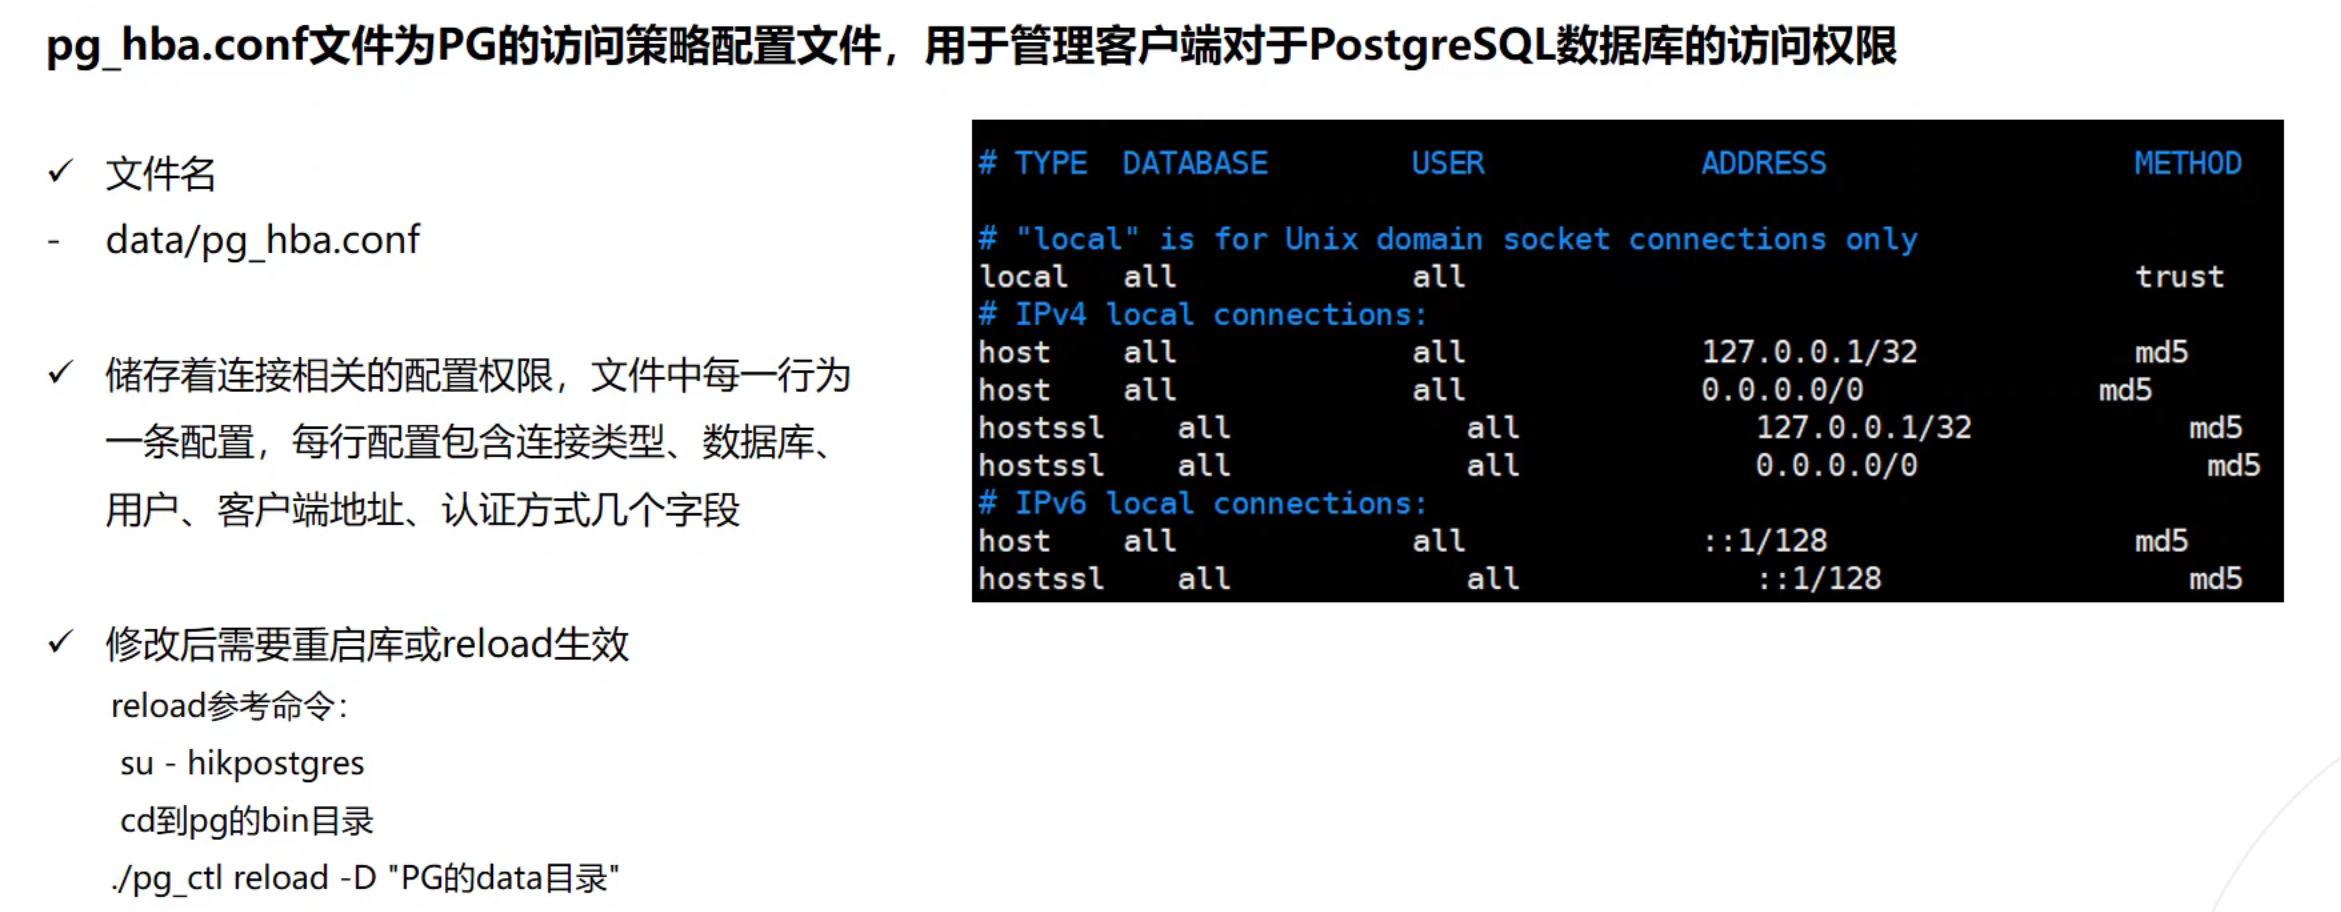 pg_hba.conf文件为PG的访问策略配置文件，用于管理客户端对于PostgreSQL数据库的访问权限
✓ 文件名
- data/pg_hba.conf
✓ 储存着连接相关的配置权限，文件中每一行为
一条配置，每行配置包含连接类型、数据库、
用户、客户端地址、认证方式几个字段
✓ 修改后需要重启库或reload生效
reload参考命令：
su - hikpostgres
cd到pg的bin目录
./pg_ctl reload -D "PG的data目录"
# TYPE  DATABASE        USER            ADDRESS                 METHOD
# "local" is for Unix domain socket connections only
local   all             all                                     trust
# IPv4 local connections:
host    all             all             127.0.0.1/32            md5
host    all             all             0.0.0.0/0             md5
hostssl    all             all             127.0.0.1/32            md5
hostssl    all             all             0.0.0.0/0                md5
# IPv6 local connections:
host    all             all             ::1/128                 md5
hostssl    all             all             ::1/128                 md5